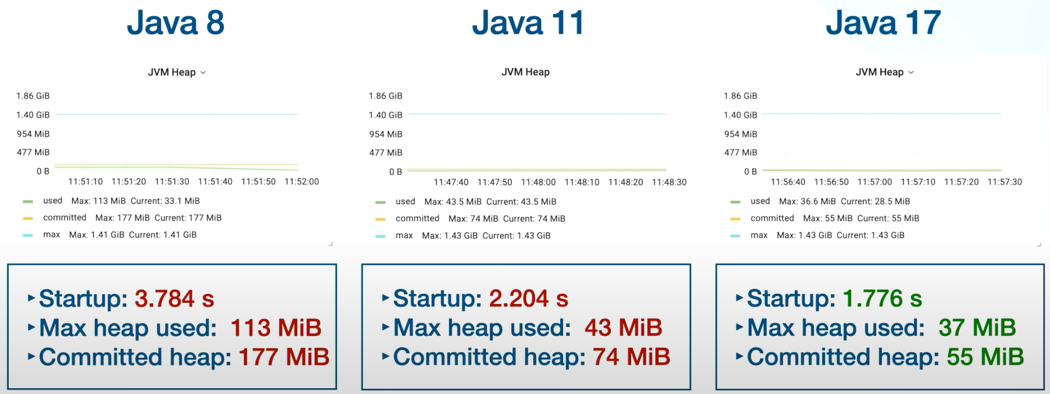 Java 8
JVM Heap
1.86 GiB
1.40 GiB
954 MiB
477 MiB
0 B
11:51:10 11:51:20 11:51:30 11:51:40 11:51:50 11:52:00
used Max: 113 MiB Current: 33.1 MiB
committed Max: 177 MiB Current: 177 MiB
max Max: 1.41 GiB Current: 1.41 GiB
‣Startup: 3.784 s
‣Max heap used: 113 MiB
‣Committed heap: 177 MiB
Java 11
JVM Heap
1.86 GiB
1.40 GiB
954 MiB
477 MiB
0 B
11:47:40 11:47:50 11:48:00 11:48:10 11:48:20 11:48:30
used Max: 43.5 MiB Current: 43.5 MiB
committed Max: 74 MiB Current: 74 MiB
max Max: 1.43 GiB Current: 1.43 GiB
‣Startup: 2.204 s
‣Max heap used: 43 MiB
‣Committed heap: 74 MiB
Java 17
JVM Heap
1.86 GiB
1.40 GiB
954 MiB
477 MiB
0 B
11:56:40 11:56:50 11:57:00 11:57:10 11:57:20 11:57:30
used Max: 36.6 MiB Current: 28.5 MiB
committed Max: 55 MiB Current: 55 MiB
max Max: 1.43 GiB Current: 1.43 GiB
‣Startup: 1.776 s
‣Max heap used: 37 MiB
‣Committed heap: 55 MiB